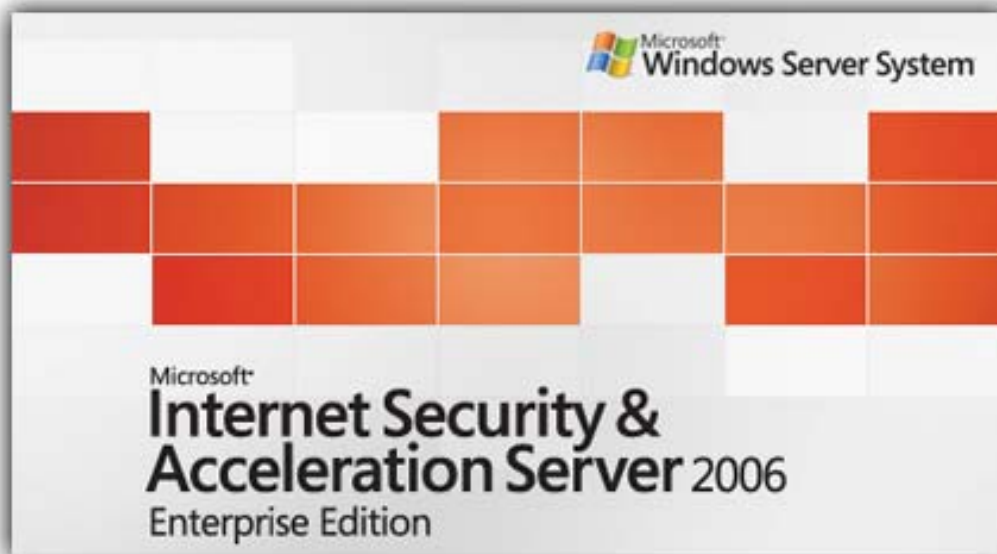 Microsoft
Windows Server System
Microsoft
Internet Security &
Acceleration Server 2006
Enterprise Edition